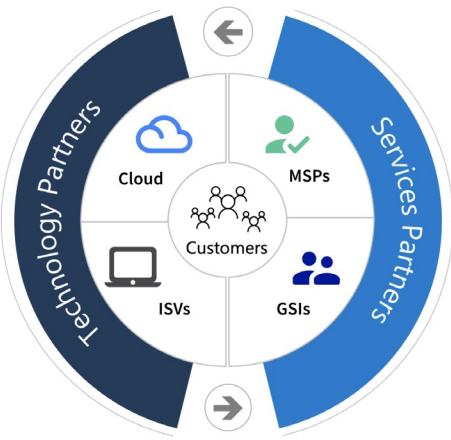 Technology Partners
Services Partners
Cloud
MSPs
Customers
ISVs
GSIs